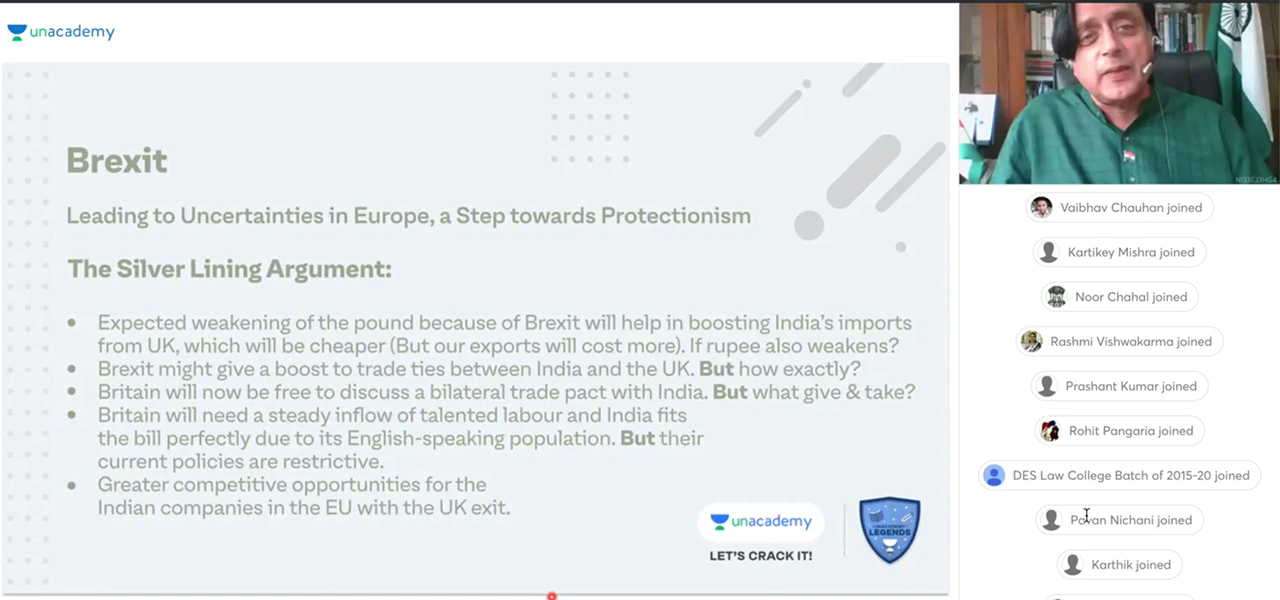 unacademy
Brexit
Leading to Uncertainties in Europe, a Step towards Protectionism
The Silver Lining Argument:
• Expected weakening of the pound because of Brexit will help in boosting India's imports
from UK, which will be cheaper (But our exports will cost more). If rupee also weakens?
• Brexit might give a boost to trade ties between India and the UK. But how exactly?
• Britain will now be free to discuss a bilateral trade pact with India. But what give & take?
• Britain will need a steady inflow of talented labour and India fits
the bill perfectly due to its English-speaking population. But their
current policies are restrictive.
• Greater competitive opportunities for the
Indian companies in the EU with the UK exit.
unacademy
LET'S CRACK IT!
UNACADEMY
LEGENDS
Vaibhav Chauhan joined
Kartikey Mishra joined
Noor Chahal joined
Rashmi Vishwakarma joined
Prashant Kumar joined
Rohit Pangaria joined
DES Law College Batch of 2015-20 joined
Pavan Nichani joined
Karthik joined